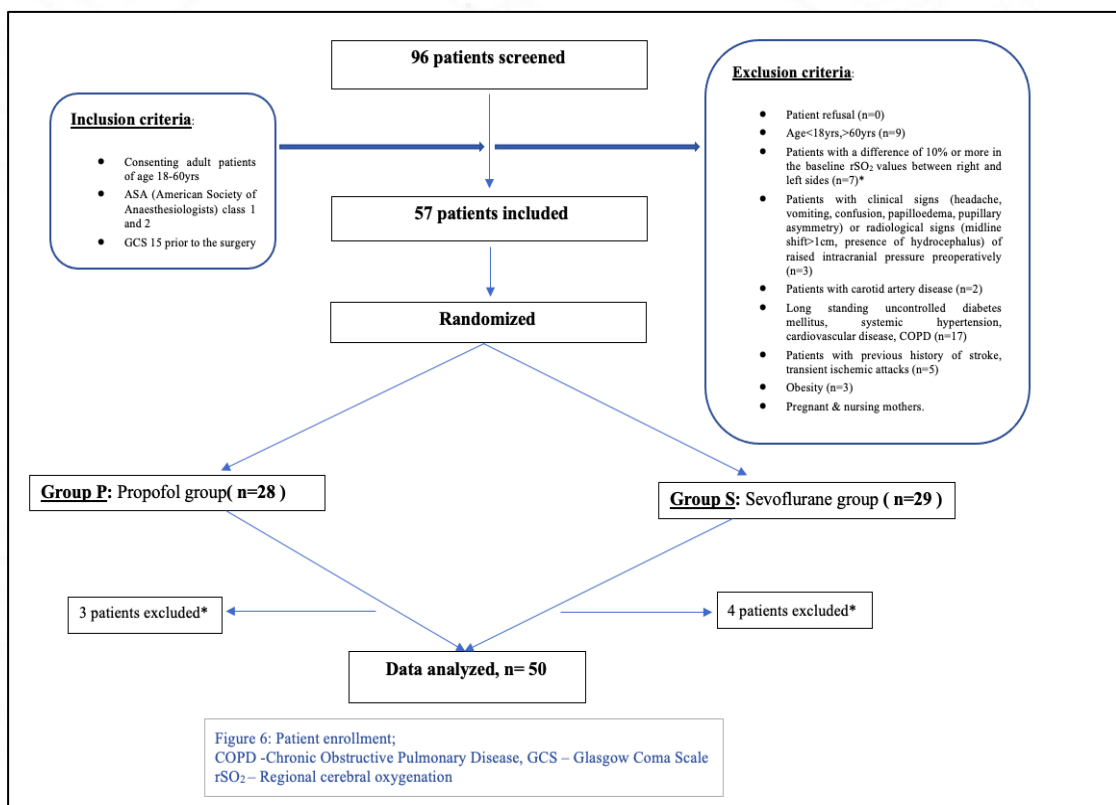 96 patients screened
Inclusion criteria:
● Consenting adult patients
of age 18-60yrs
● ASA (American Society of
Anaesthesiologists) class 1
and 2
● GCS 15 prior to the surgery
Exclusion criteria:
● Patient refusal (n=0)
● Age<18yrs,>60yrs (n=9)
● Patients with a difference of 10% or more in
the baseline rSO₂ values between right and
left sides (n=7)*
● Patients with clinical signs (headache,
vomiting, confusion, papilloedema, pupillary
asymmetry) or radiological signs (midline
shift>1cm, presence of hydrocephalus) of
raised intracranial pressure preoperatively
(n=3)
● Patients with carotid artery disease (n=2)
● Long standing uncontrolled diabetes
mellitus, systemic hypertension,
cardiovascular disease, COPD (n=17)
● Patients with previous history of stroke,
transient ischemic attacks (n=5)
● Obesity (n=3)
● Pregnant & nursing mothers.
57 patients included
Randomized
Group P: Propofol group( n=28 )
Group S: Sevoflurane group ( n=29 )
3 patients excluded*
4 patients excluded*
Data analyzed, n= 50
Figure 6: Patient enrollment;
COPD -Chronic Obstructive Pulmonary Disease, GCS – Glasgow Coma Scale
rSO₂ – Regional cerebral oxygenation